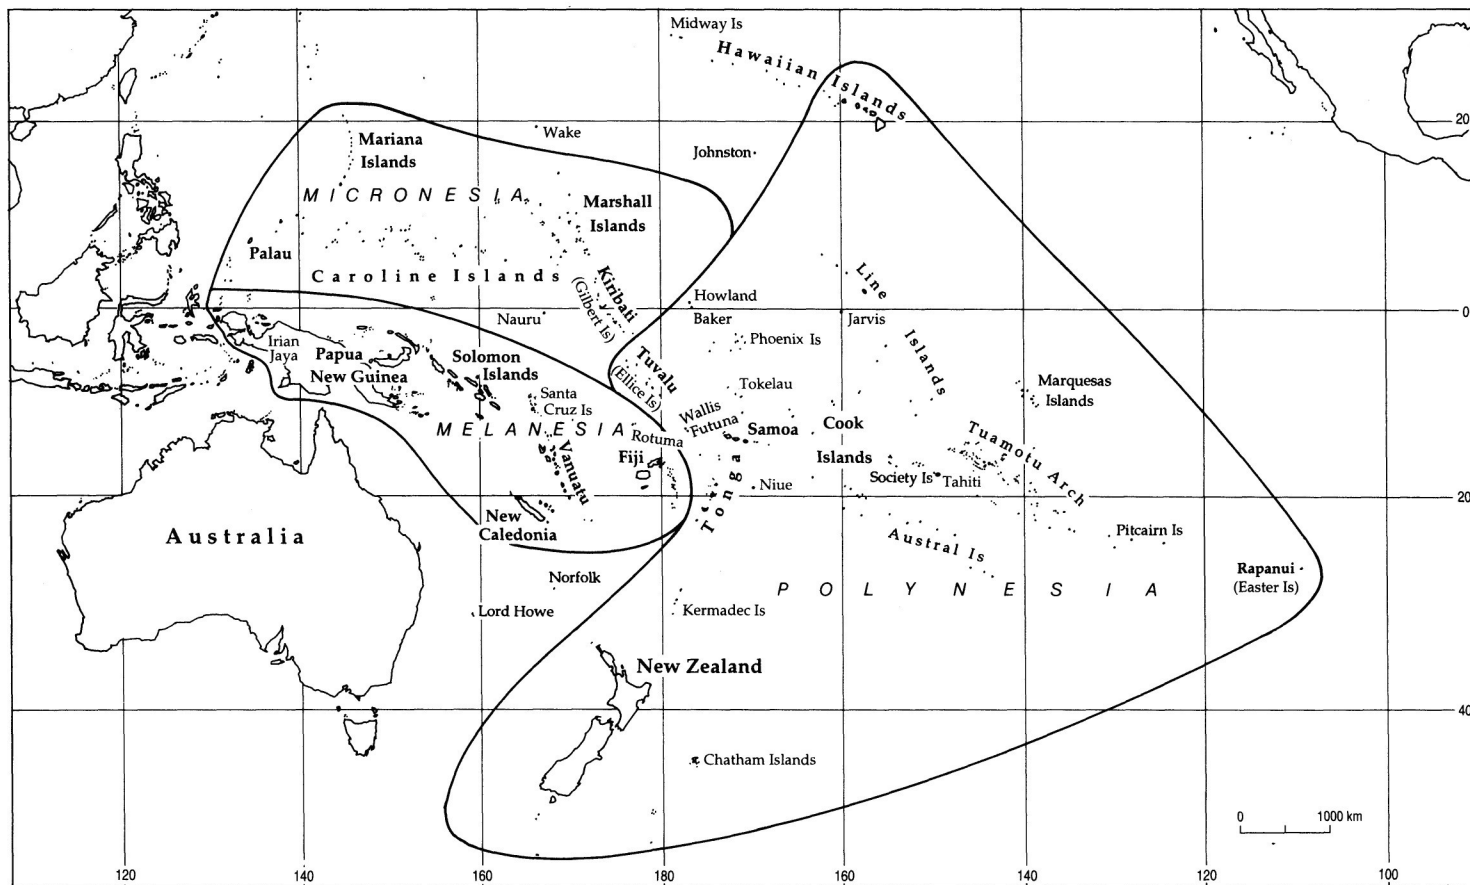 Midway Is
Hawaiian Islands
20
Wake
Johnston
Mariana
Islands
MICRONESIA
Marshall
Islands
Palau
Caroline Islands
Kiribati
(Gilbert Is)
Line
Islands
Howland
Baker
Jarvis
0
Nauru
Phoenix Is
Irian
Jaya
Papua
New Guinea
Solomon
Islands
Tuvalu
(Ellice Is)
Tokelau
Marquesas
Islands
Santa
Cruz Is
Wallis
Futuna
Samoa
Cook
Islands
MELANESIA
Rotuma
Fiji
Vanuatu
Tuamotu Arch
Society Is
Tahiti
Niue
Tonga
20
New
Caledonia
Australia
Austral Is
Pitcairn Is
Norfolk
Rapanui
(Easter Is)
POLYNESIA
Lord Howe
Kermadec Is
New Zealand
40
Chatham Islands
0 1000 km
120 140 160 180 160 140 120 100